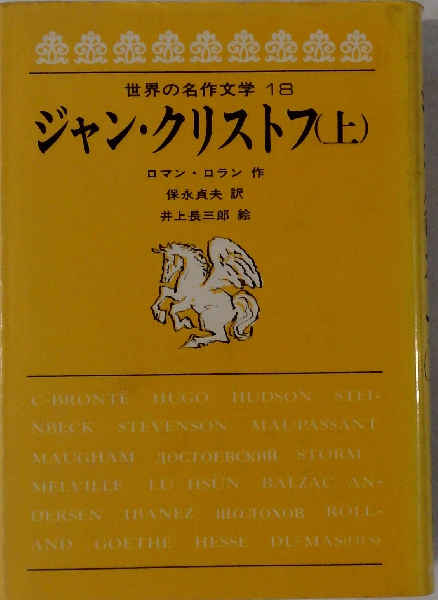 世界の名作文学 18
ジャン・クリストフ(上)
ロマン・ロラン 作
保永貞夫 訳
井上長三郎 絵
C-BRONTË HUGO HUDSON STEI-
NBECK STEVENSON MAUPASSANT
MAUGHAM ДОСТОЕВСКИЙ STORM
MELVILLE LU HSUN BALZAC AN-
DERSEN IBANEZ ШОЛОХОВ ROLL-
AND GOETHE HESSE DU-MAS